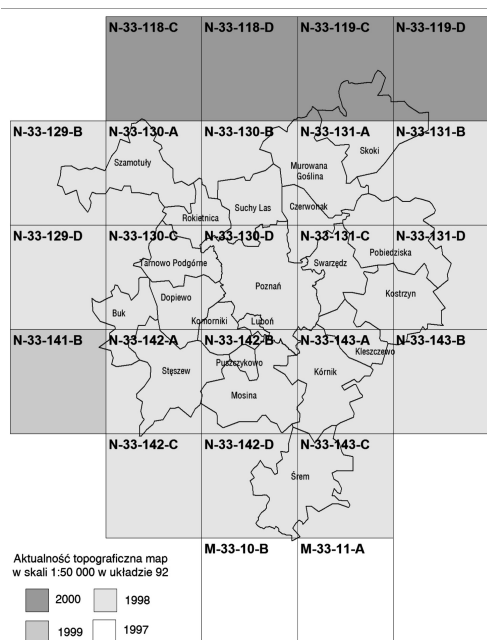 N-33-118-C N-33-118-D N-33-119-C N-33-119-D
N-33-129-B N-33-130-A N-33-130-B N-33-131-A N-33-131-B
Skoki
Szamotuły
Murowana
Goślina
Suchy Las
Czerwonak
Rokietnica
N-33-129-D N-33-130-C N-33-130-D N-33-131-C N-33-131-D
Pobiedziska
Tarnowo Podgórne
Swarzędz
Poznań
Dopiewo
Kostrzyn
Buk
Komorniki
Luboń
N-33-141-B N-33-142-A N-33-142-B N-33-143-A N-33-143-B
Kleszczewo
Puszczykowo
Stęszew
Kórnik
Mosina
N-33-142-C N-33-142-D N-33-143-C
Śrem
M-33-10-B M-33-11-A
Aktualność topograficzna map
w skali 1:50 000 w układzie 92
2000 1998
1999 1997